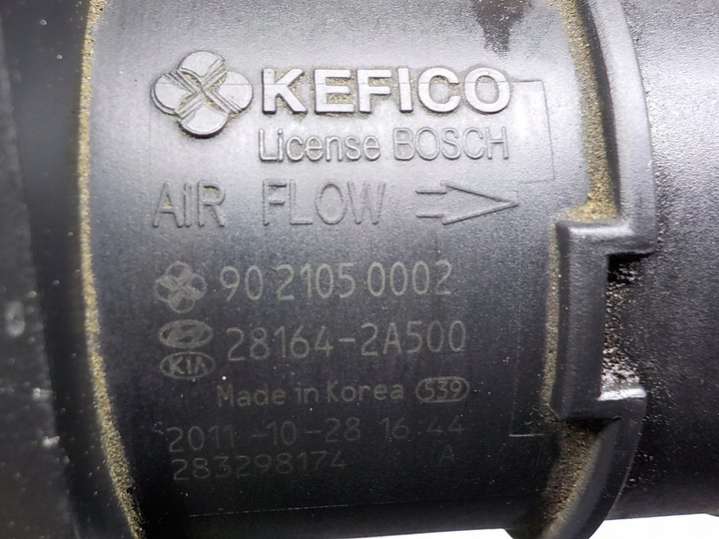 KEFICO
License BOSCH
AiR FLOW
90 2105 0002
28164-2A500
KIA
Made in Korea 539
2011-10-28 16:44
283298174 A